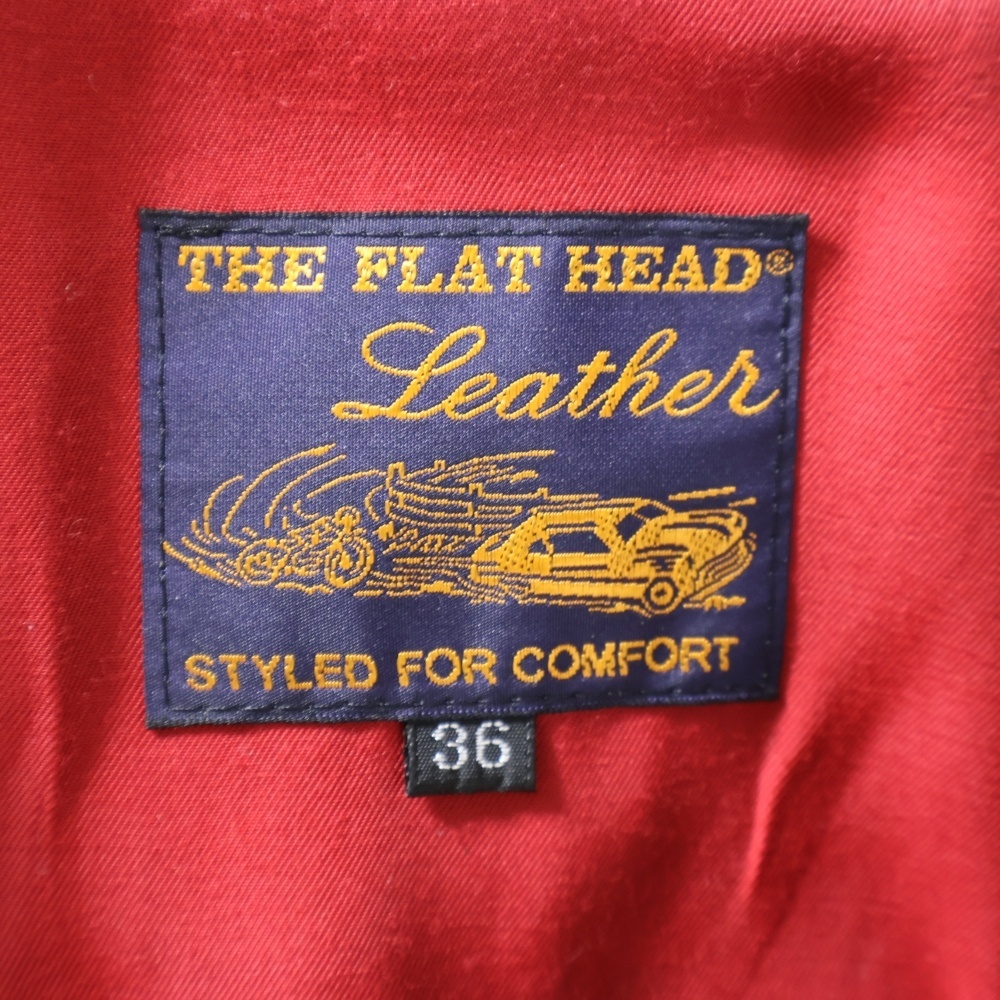 THE FLAT HEAD®
Leather
STYLED FOR COMFORT
36